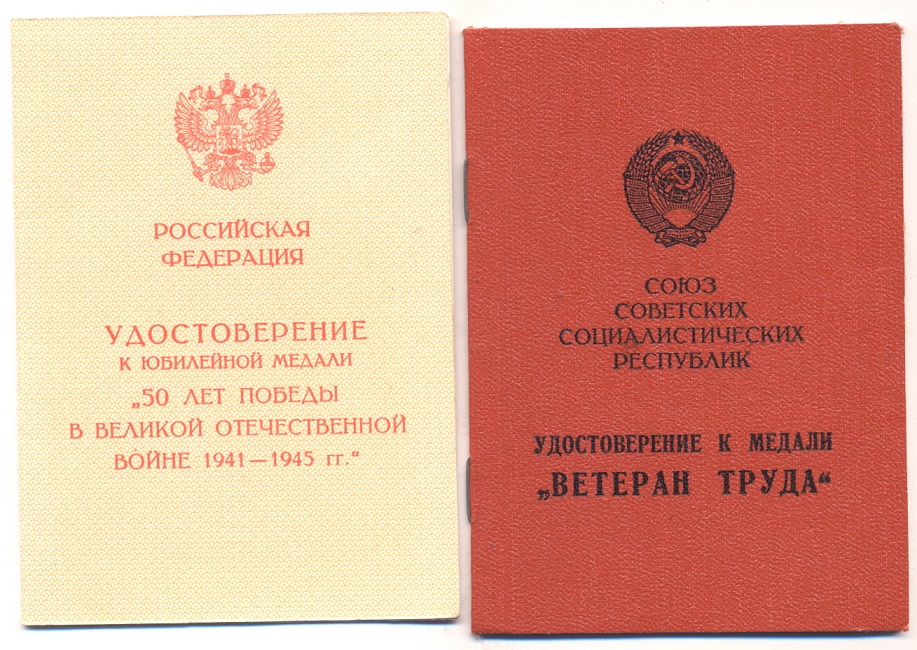 РОССИЙСКАЯ
ФЕДЕРАЦИЯ
УДОСТОВЕРЕНИЕ
К ЮБИЛЕЙНОЙ МЕДАЛИ
„50 ЛЕТ ПОБЕДЫ
В ВЕЛИКОЙ ОТЕЧЕСТВЕННОЙ
ВОЙНЕ 1941—1945 гг.“
СОЮЗ
СОВЕТСКИХ
СОЦИАЛИСТИЧЕСКИХ
РЕСПУБЛИК
УДОСТОВЕРЕНИЕ К МЕДАЛИ
„ВЕТЕРАН ТРУДА“